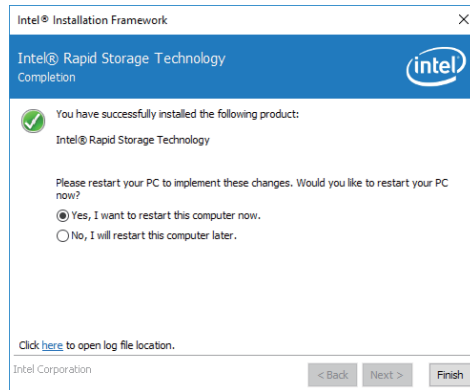 Intel® Installation Framework
Intel® Rapid Storage Technology
Completion
intel
You have successfully installed the following product:
Intel® Rapid Storage Technology
Please restart your PC to implement these changes. Would you like to restart your PC
now?
Yes, I want to restart this computer now.
No, I will restart this computer later.
Click here to open log file location.
Intel Corporation
< Back
Next >
Finish